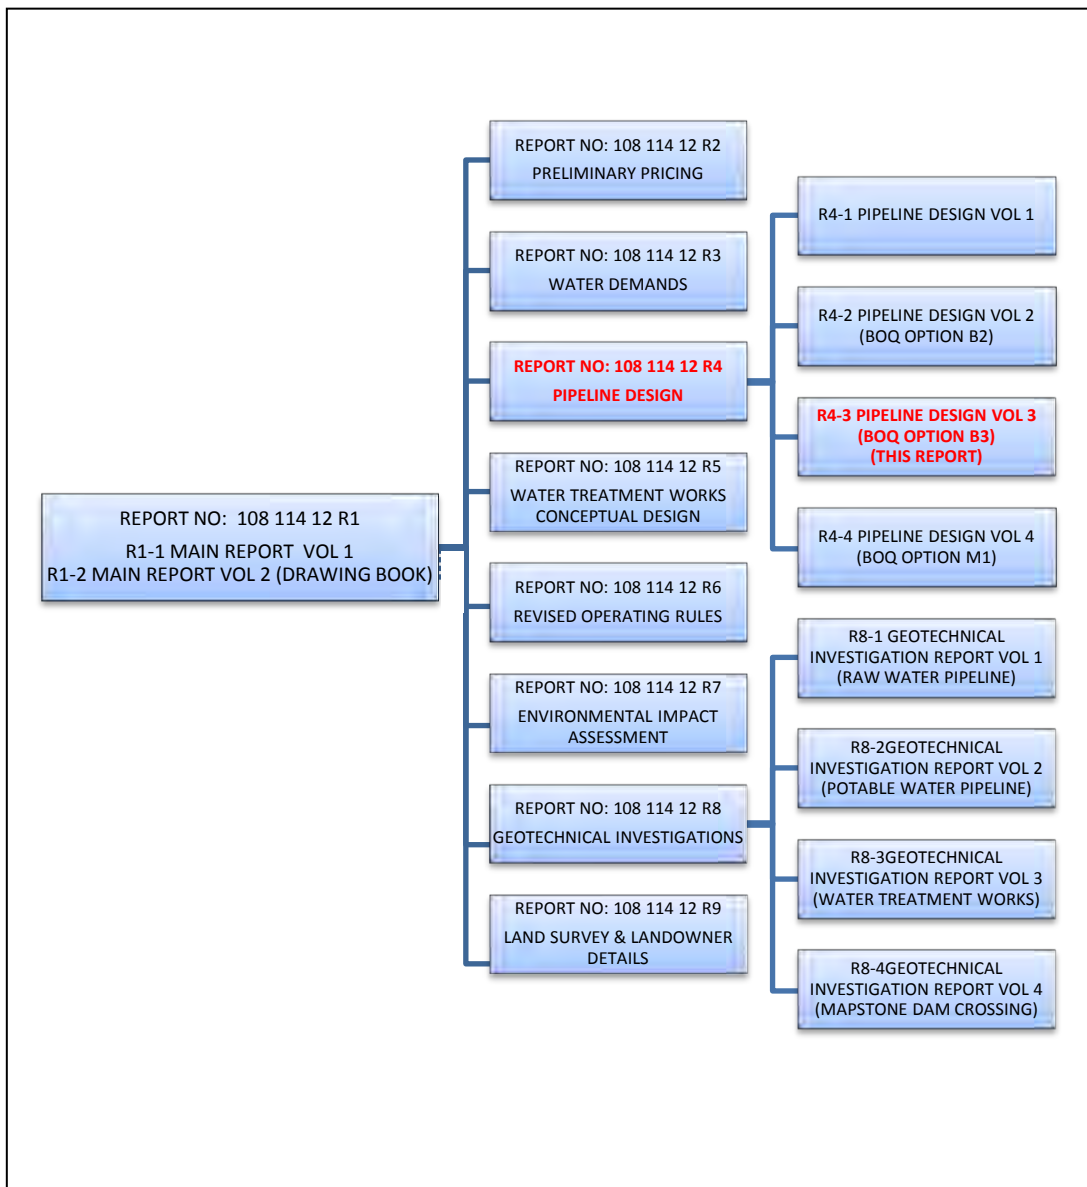 REPORT NO: 108 114 12 R1
R1-1 MAIN REPORT VOL 1
R1-2 MAIN REPORT VOL 2 (DRAWING BOOK)
REPORT NO: 108 114 12 R2
PRELIMINARY PRICING
REPORT NO: 108 114 12 R3
WATER DEMANDS
REPORT NO: 108 114 12 R4
PIPELINE DESIGN
REPORT NO: 108 114 12 R5
WATER TREATMENT WORKS
CONCEPTUAL DESIGN
REPORT NO: 108 114 12 R6
REVISED OPERATING RULES
REPORT NO: 108 114 12 R7
ENVIRONMENTAL IMPACT
ASSESSMENT
REPORT NO: 108 114 12 R8
GEOTECHNICAL INVESTIGATIONS
REPORT NO: 108 114 12 R9
LAND SURVEY & LANDOWNER
DETAILS
R4-1 PIPELINE DESIGN VOL 1
R4-2 PIPELINE DESIGN VOL 2
(BOQ OPTION B2)
R4-3 PIPELINE DESIGN VOL 3
(BOQ OPTION B3)
(THIS REPORT)
R4-4 PIPELINE DESIGN VOL 4
(BOQ OPTION M1)
R8-1 GEOTECHNICAL
INVESTIGATION REPORT VOL 1
(RAW WATER PIPELINE)
R8-2GEOTECHNICAL
INVESTIGATION REPORT VOL 2
(POTABLE WATER PIPELINE)
R8-3GEOTECHNICAL
INVESTIGATION REPORT VOL 3
(WATER TREATMENT WORKS)
R8-4GEOTECHNICAL
INVESTIGATION REPORT VOL 4
(MAPSTONE DAM CROSSING)